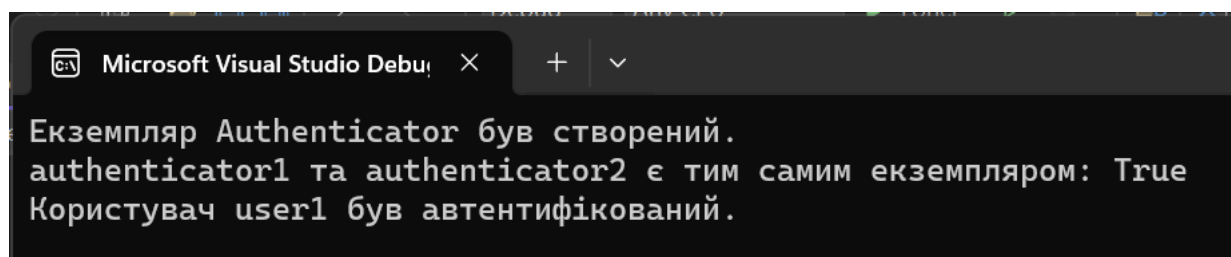 Microsoft Visual Studio Debu
Екземпляр Authenticator був створений.
authenticator1 та authenticator2 є тим самим екземпляром: True
Користувач user1 був автентифікований.